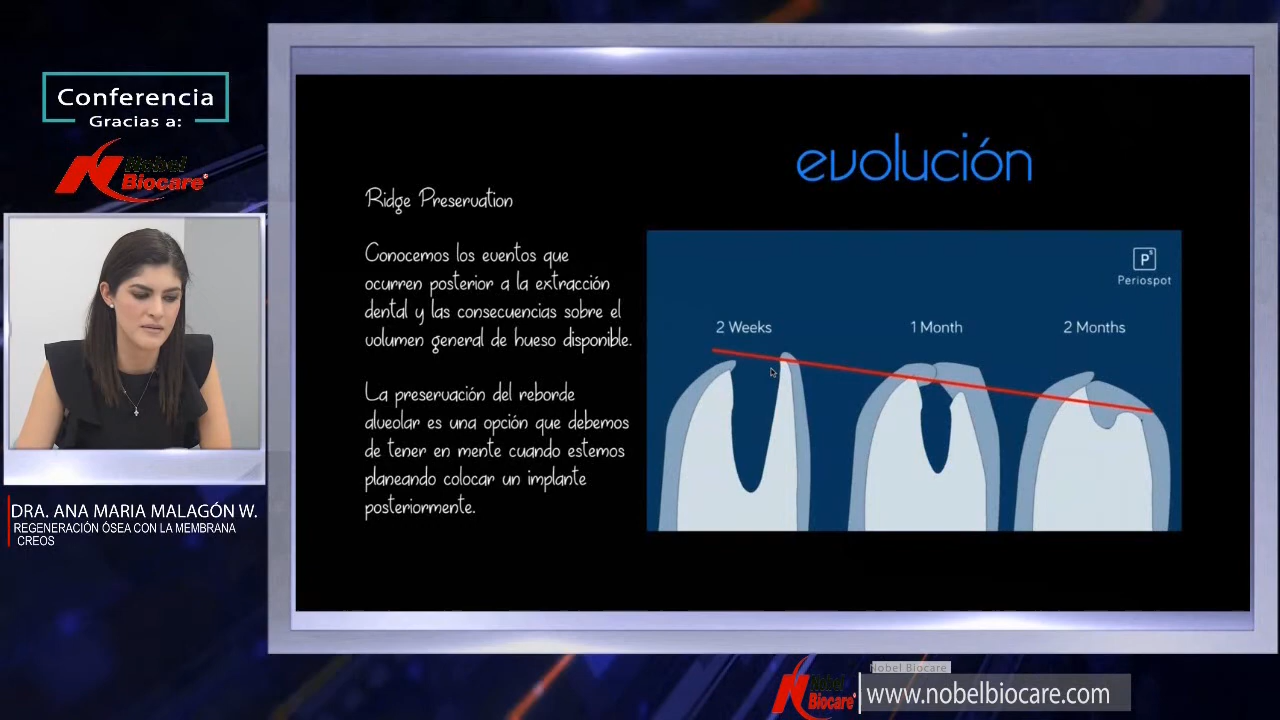 Conferencia
Gracias a:
Nobel
Biocare
DRA. ANA MARIA MALAGÓN W.
REGENERACIÓN ÓSEA CON LA MEMBRANA
CREOS
evolución
Ridge Preservation
Conocemos los eventos que
ocurren posterior a la extracción
dental y las consecuencias sobre el
volumen general de hueso disponible.
La preservación del reborde
alveolar es una opción que debemos
de tener en mente cuando estemos
planeando colocar un implante
posteriormente.
P s
Periospot
2 Weeks
1 Month
2 Months
Nobel Biocare
Nobel
Biocare
www.nobelbiocare.com